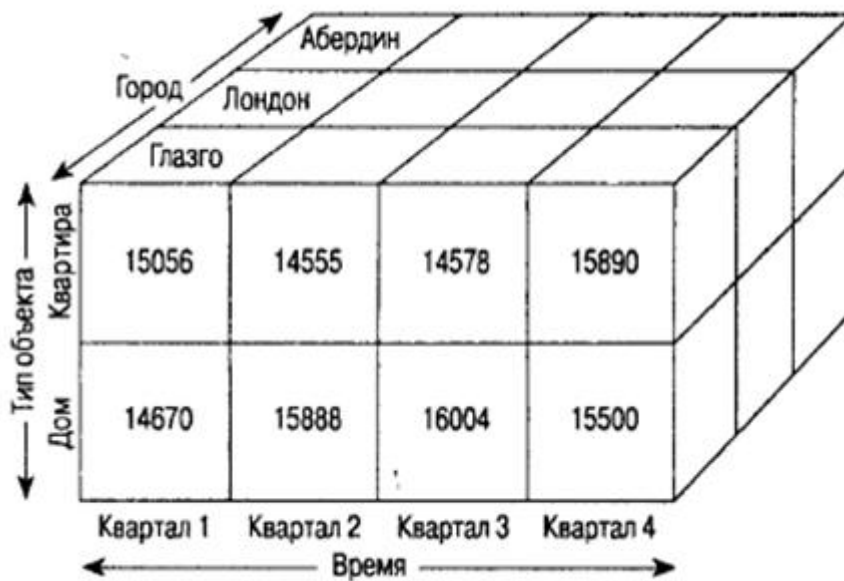 Город
Абердин
Лондон
Глазго
Тип объекта
Квартира
15056 14555 14578 15890
Дом
14670 15888 16004 15500
Квартал 1 Квартал 2 Квартал 3 Квартал 4
Время